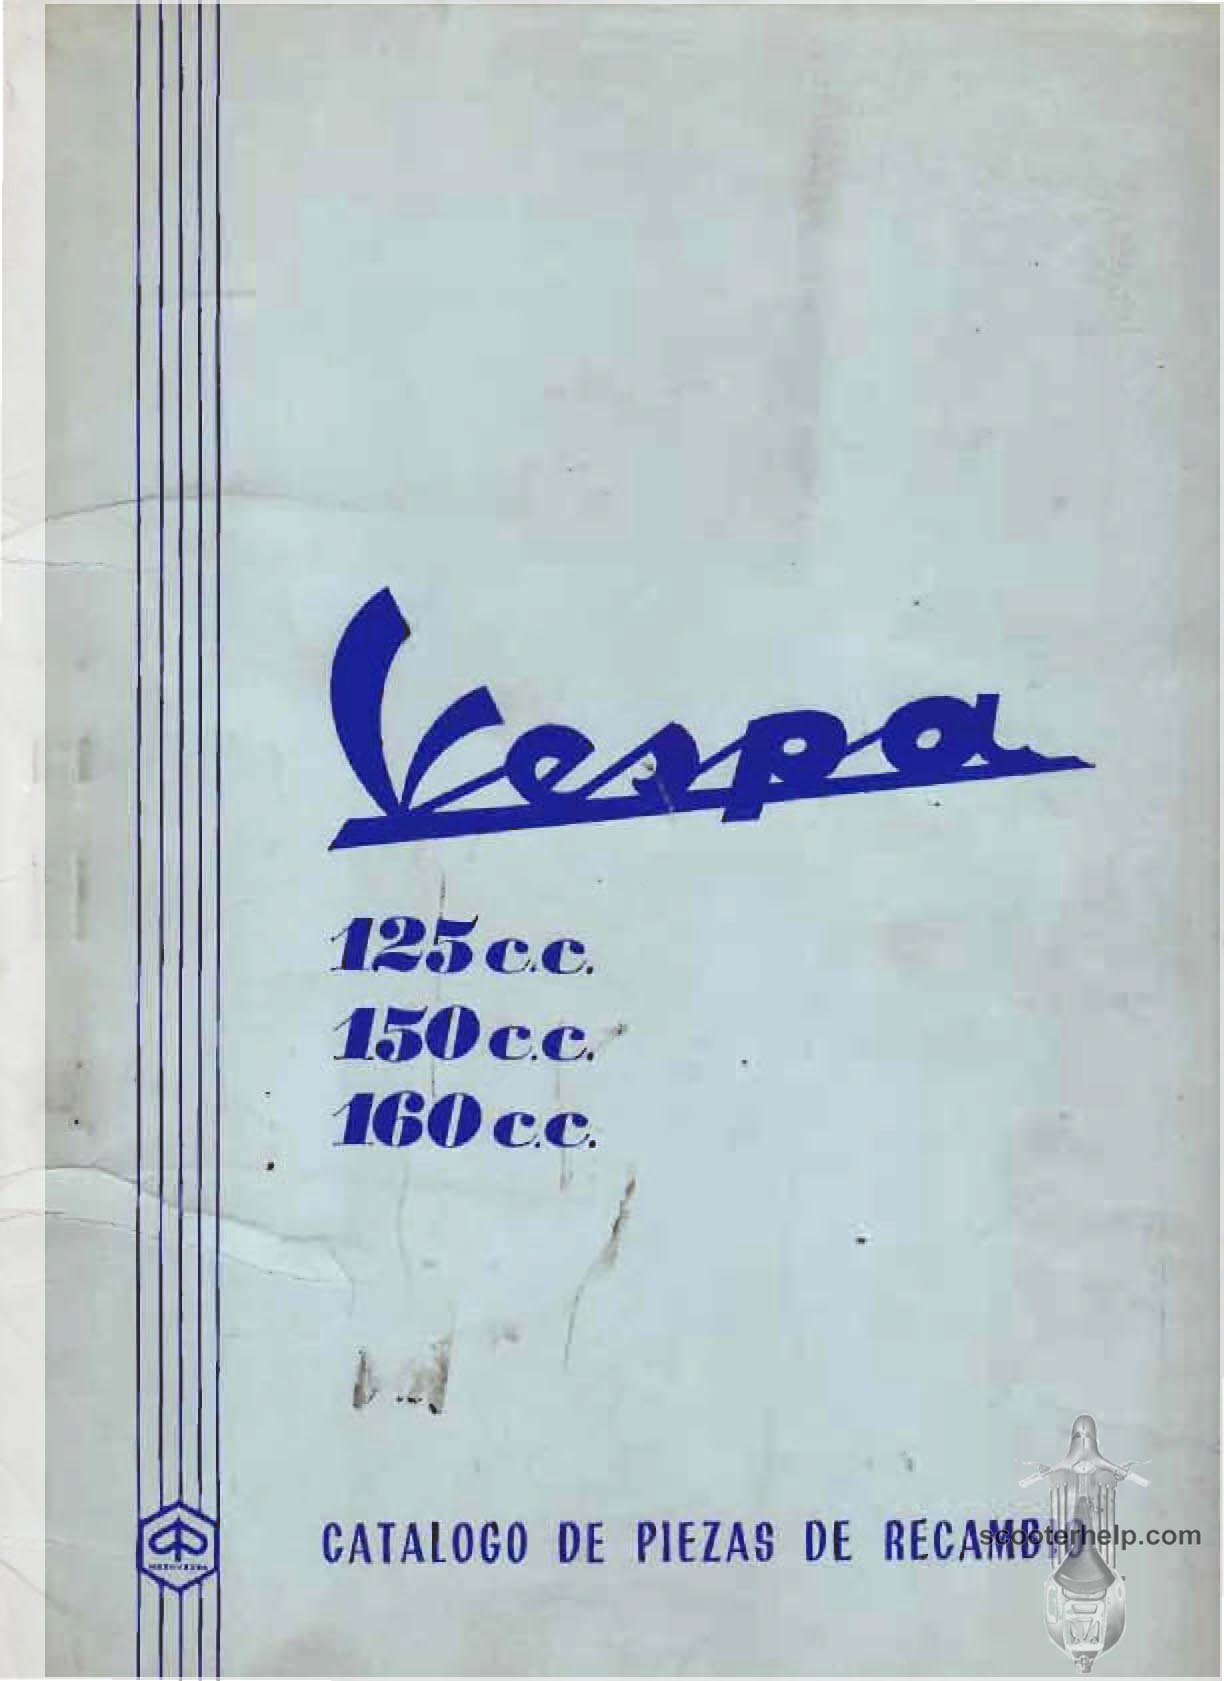 Vespa
125 c.c.
150 c.c.
160 c.c.
CATALOGO DE PIEZAS DE RECAMBIO
scooterhelp.com